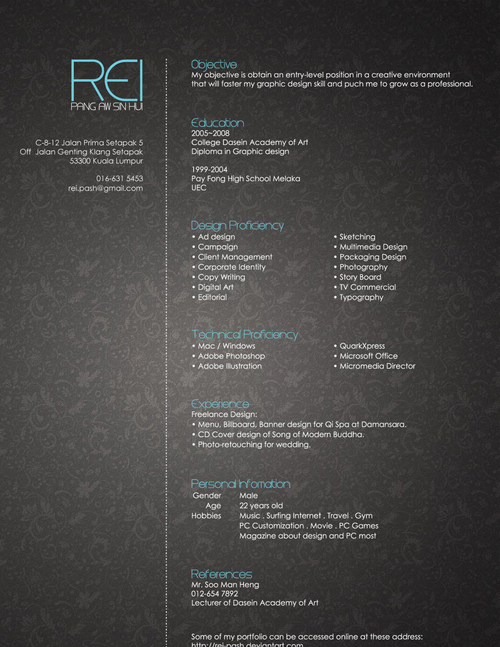 REI
PANG AW SIN HUI
C-8-12 Jalan Prima Setapak 5
Off Jalan Genting Klang Setapak
53300 Kuala Lumpur
016-631 5453
rei.pash@gmail.com
Objective
My objective is obtain an entry-level position in a creative environment
that will faster my graphic design skill and puch me to grow as a professional.
Education
2005~2008
College Dasein Academy of Art
Diploma in Graphic design
1999-2004
Pay Fong High School Melaka
UEC
Design Proficiency
• Ad design
• Campaign
• Client Management
• Corporate Identity
• Copy Writing
• Digital Art
• Editorial
• Sketching
• Multimedia Design
• Packaging Design
• Photography
• Story Board
• TV Commercial
• Typography
Technical Proficiency
• Mac / Windows
• Adobe Photoshop
• Adobe Illustration
• QuarkXpress
• Microsoft Office
• Micromedia Director
Experience
Freelance Design:
• Menu, Billboard, Banner design for Qi Spa at Damansara.
• CD Cover design of Song of Modern Buddha.
• Photo-retouching for wedding.
Personal Infomation
Gender Male
Age 22 years old
Hobbies Music . Surfing Internet . Travel . Gym
PC Customization . Movie . PC Games
Magazine about design and PC most
References
Mr. Soo Man Heng
012-654 7892
Lecturer of Dasein Academy of Art
Some of my portfolio can be accessed online at these address:
http://rei-pash.deviantart.com